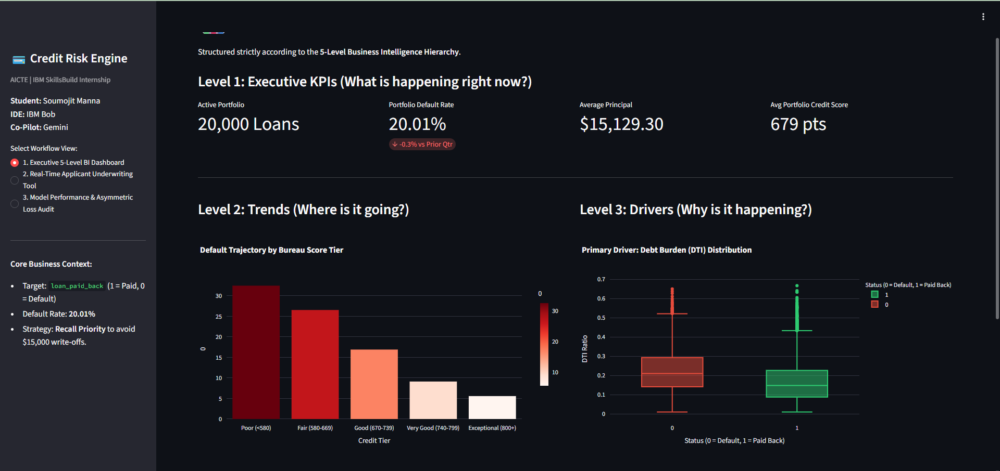 Credit Risk Engine
AICTE | IBM SkillsBuild Internship
Student: Soumojit Manna
IDE: IBM Bob
Co-Pilot: Gemini
Select Workflow View:
1. Executive 5-Level BI Dashboard
2. Real-Time Applicant Underwriting
Tool
3. Model Performance & Asymmetric
Loss Audit
Core Business Context:
Target: loan_paid_back (1 = Paid, 0
= Default)
Default Rate: 20.01%
Strategy: Recall Priority to avoid
$15,000 write-offs.
Structured strictly according to the 5-Level Business Intelligence Hierarchy.
Level 1: Executive KPIs (What is happening right now?)
Active Portfolio
20,000 Loans
Portfolio Default Rate
20.01%
↓ -0.3% vs Prior Qtr
Average Principal
$15,129.30
Avg Portfolio Credit Score
679 pts
Level 2: Trends (Where is it going?)
Default Trajectory by Bureau Score Tier
0
30
25
20
15
10
5
0
Poor (<580)
Fair (580-669)
Good (670-739)
Very Good (740-799)
Exceptional (800+)
Credit Tier
0
30
20
10
Level 3: Drivers (Why is it happening?)
Primary Driver: Debt Burden (DTI) Distribution
DTI Ratio
0.7
0.6
0.5
0.4
0.3
0.2
0.1
0
0
1
Status (0 = Default, 1 = Paid Back)
Status (0 = Default, 1 = Paid Back)
1
0